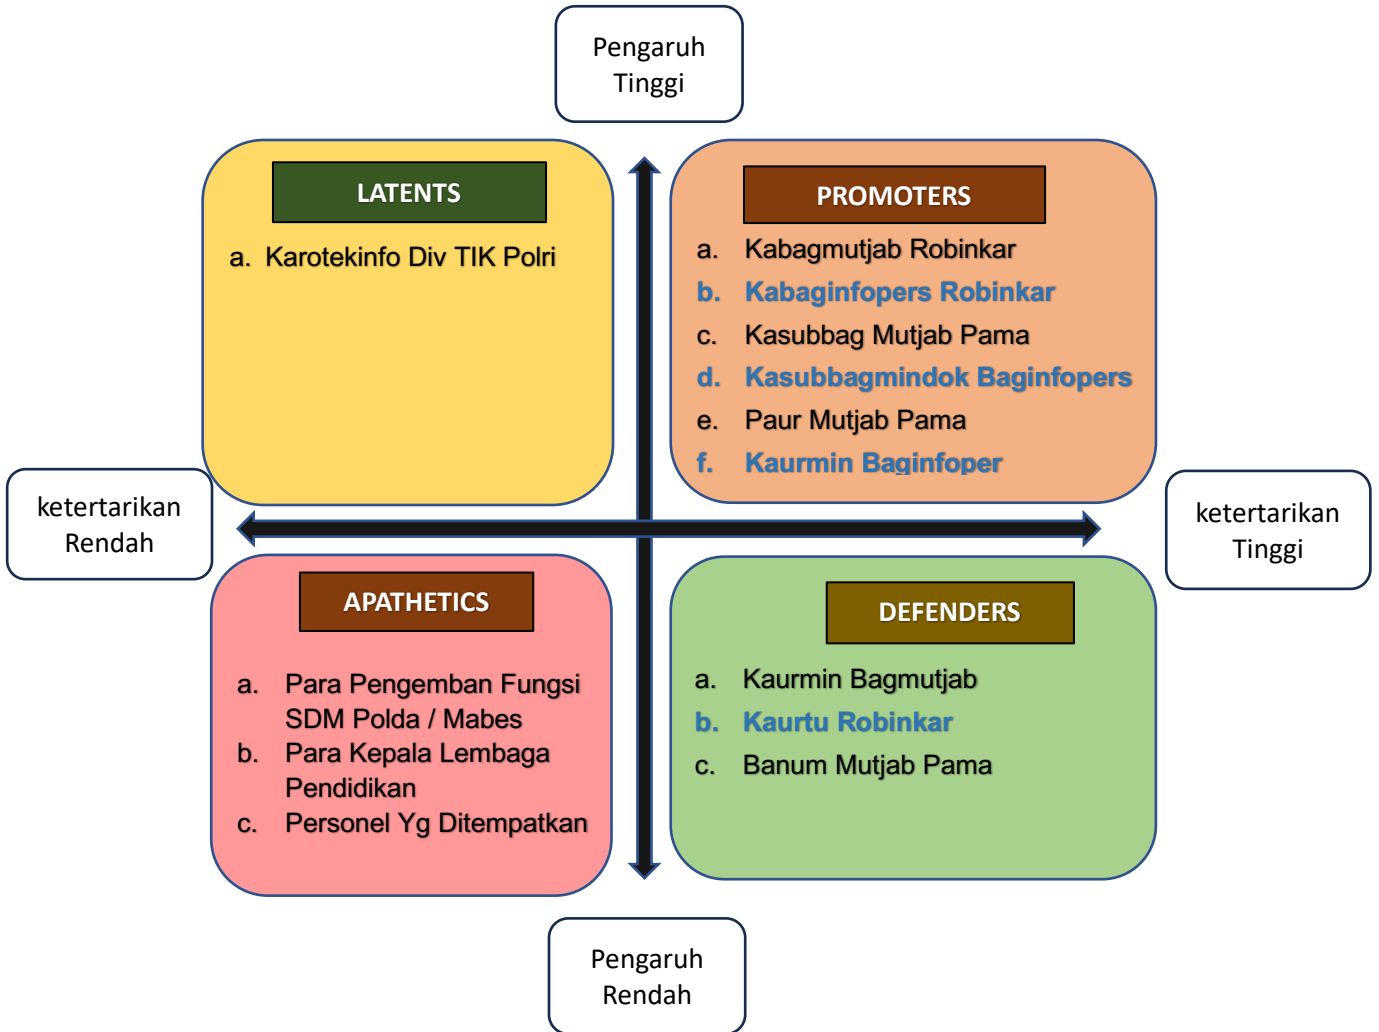 Pengaruh
Tinggi
LATENTS
a. Karotekinfo Div TIK Polri
PROMOTERS
a. Kabagmutjab Robinkar
b. Kabaginfopers Robinkar
c. Kasubbag Mutjab Pama
d. Kasubbagmindok Baginfopers
e. Paur Mutjab Pama
f. Kaurmin Baginfoper
ketertarikan
Rendah
ketertarikan
Tinggi
APATHETICS
a. Para Pengemban Fungsi
SDM Polda / Mabes
b. Para Kepala Lembaga
Pendidikan
c. Personel Yg Ditempatkan
DEFENDERS
a. Kaurmin Bagmutjab
b. Kaurtu Robinkar
c. Banum Mutjab Pama
Pengaruh
Rendah